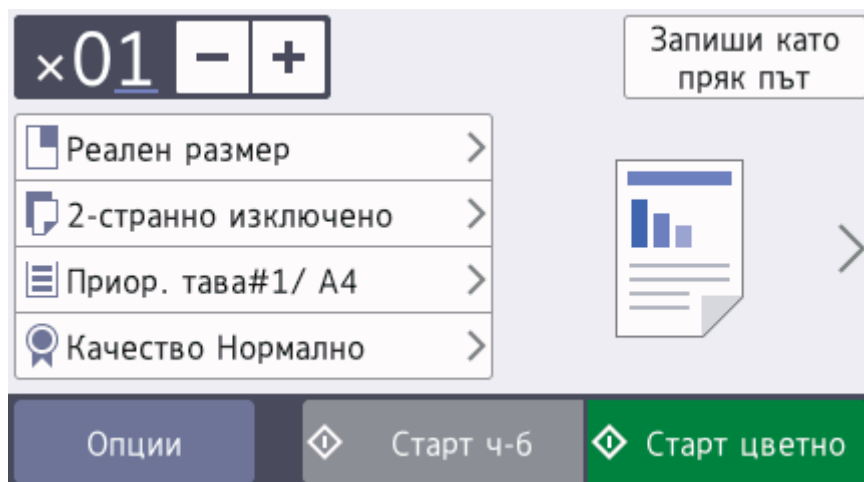 ×01 − +
Запиши като
пряк път
Реален размер
2-странно изключено
Приор. тава#1/ A4
Качество Нормално
Опции
Старт ч-б
Старт цветно